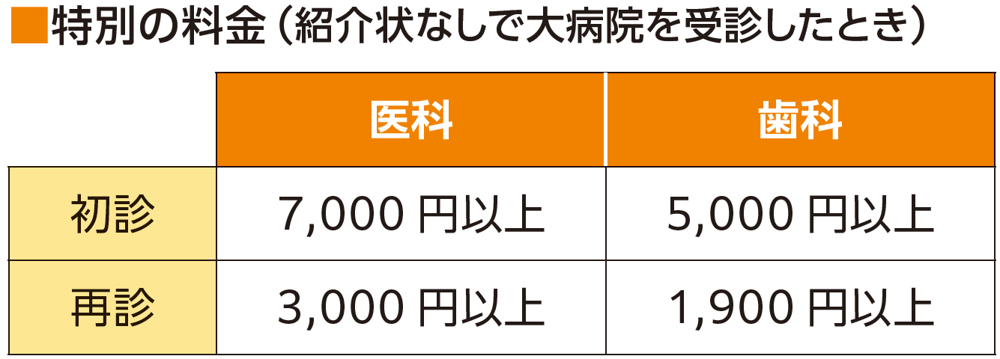 ■特別の料金（紹介状なしで大病院を受診したとき）
医科 歯科
初診 7,000 円以上 5,000 円以上
再診 3,000 円以上 1,900 円以上